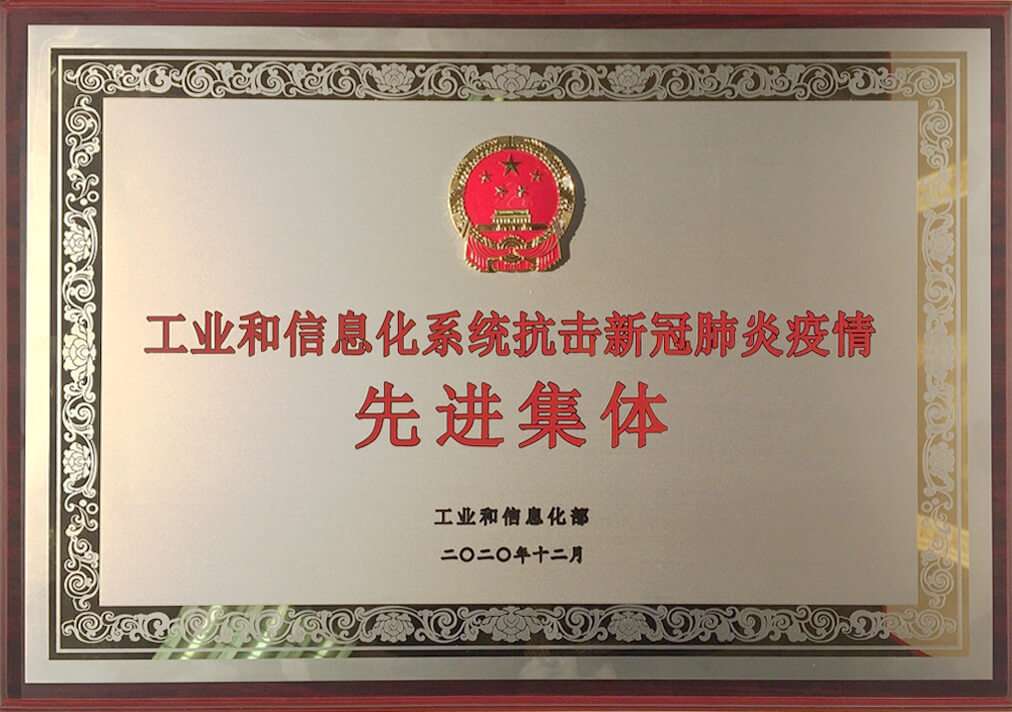 工业和信息化系统抗击新冠肺炎疫情
先进集体
工业和信息化部
二〇二〇年十二月